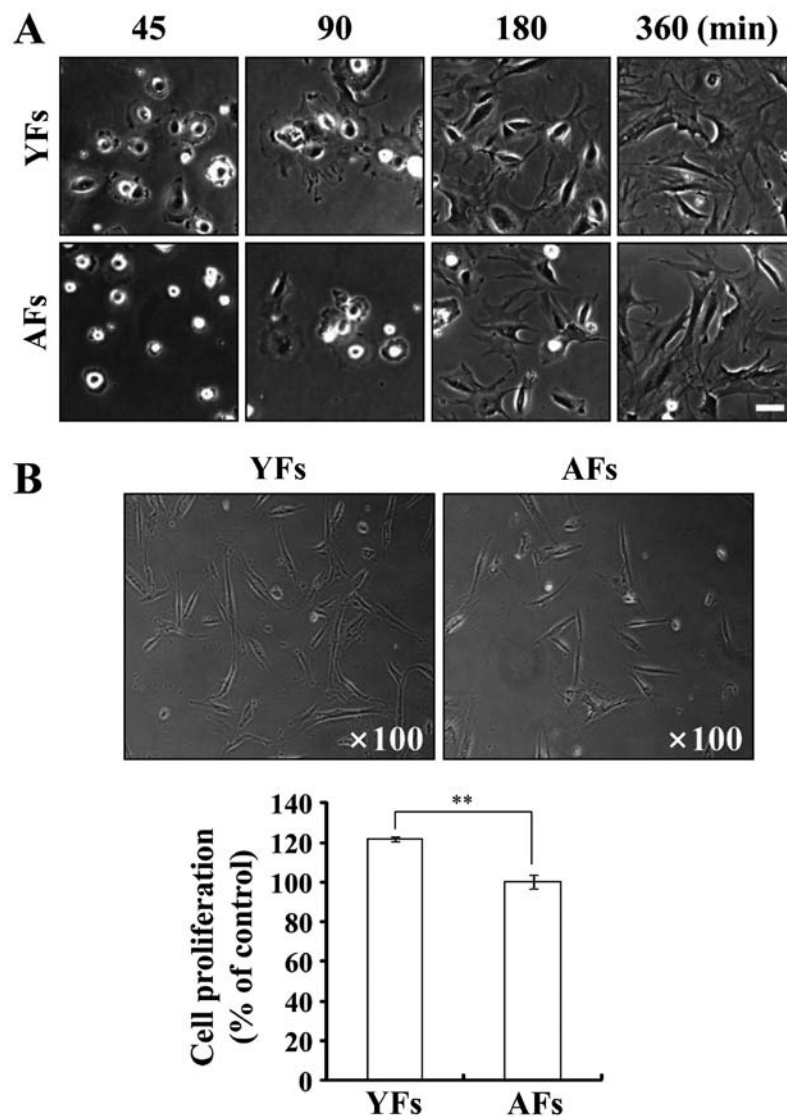 A
45 90 180 360 (min)
YFs
AFs
B
YFs AFs
×100 ×100
Cell proliferation
(% of control)
140
120
100
80
60
40
20
0
**
YFs AFs